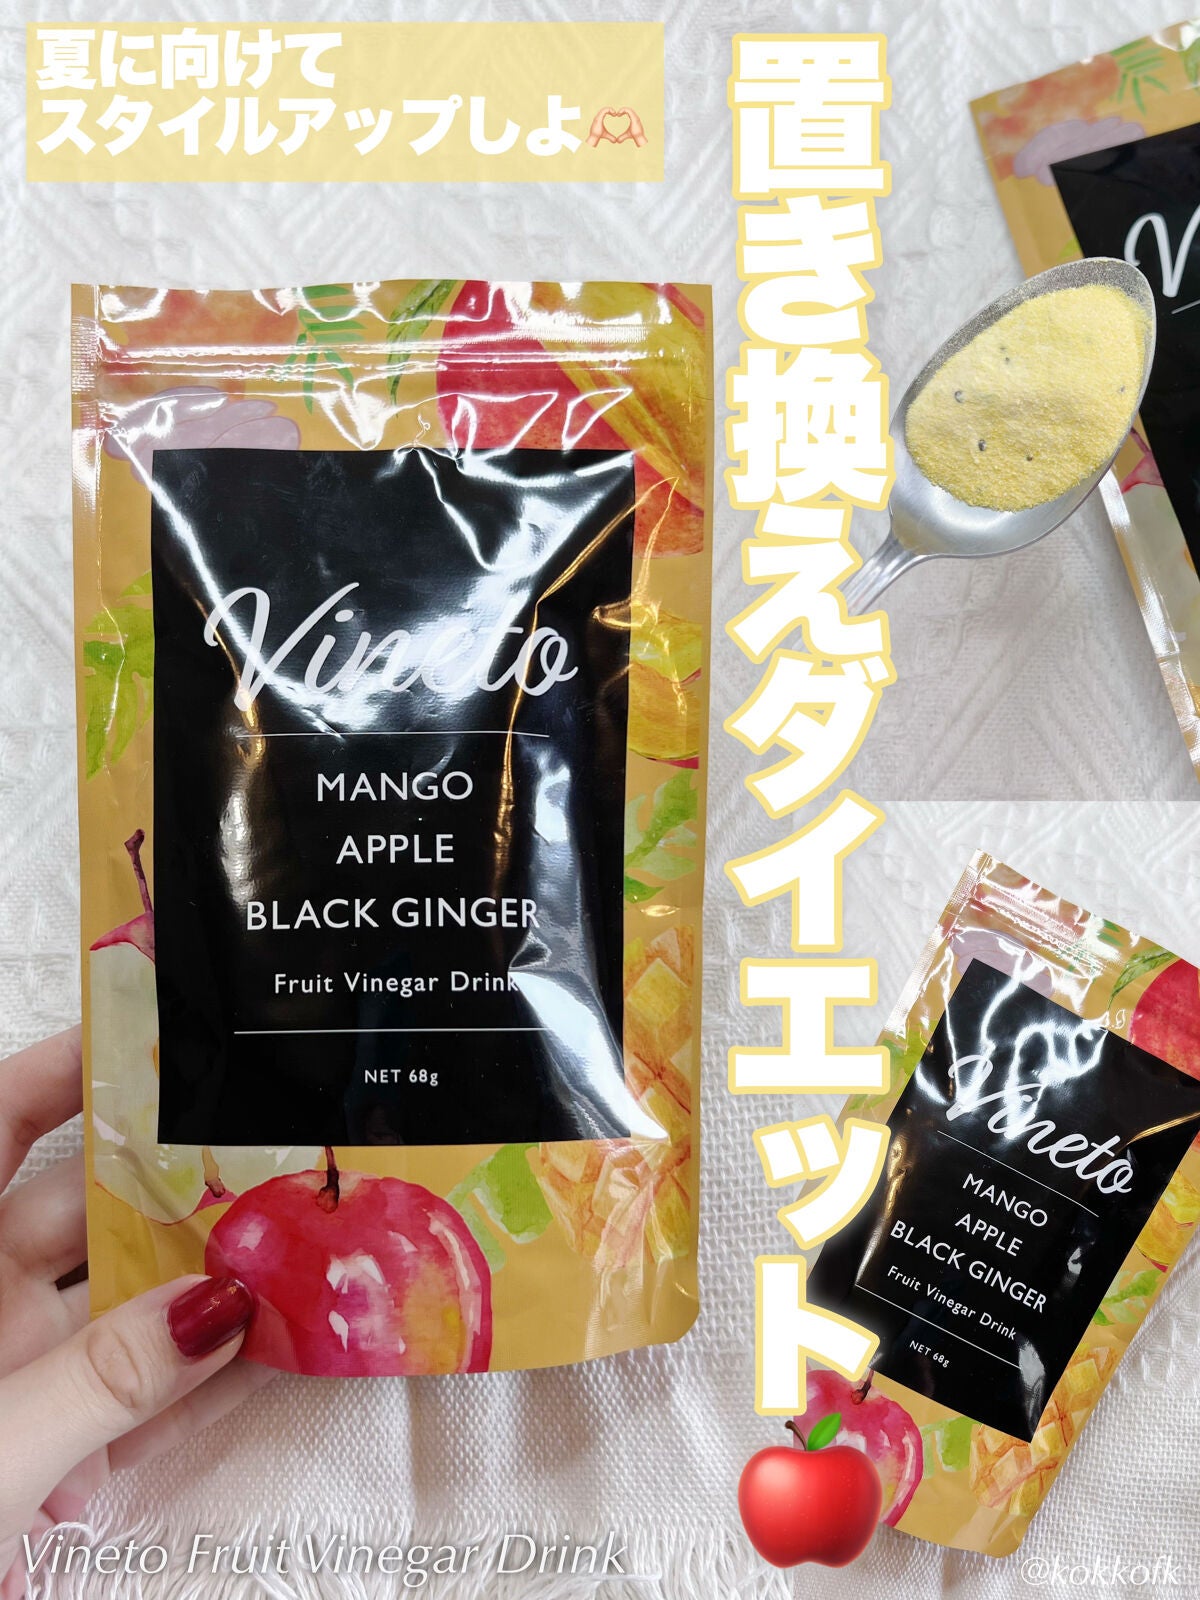 夏に向けて
スタイルアップしよ🫶🏻
置き換えダイエット
Vineto
MANGO
APPLE
BLACK GINGER
Fruit Vinegar Drink
NET 68g
V
Vineto
MANGO
APPLE
BLACK GINGER
Fruit Vinegar Drink
NET 68g
Vineto Fruit Vinegar Drink
@kokkofk